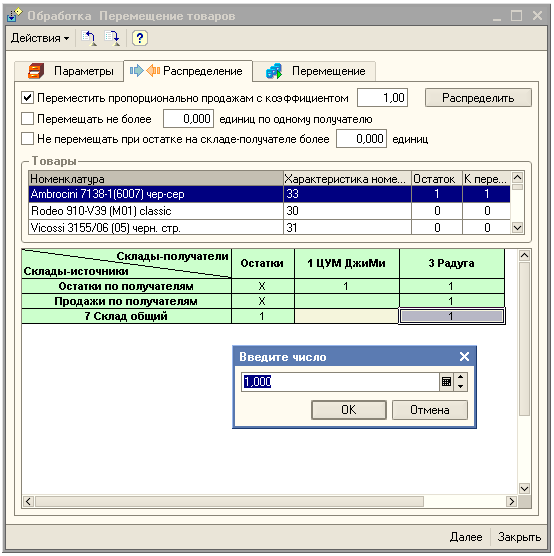 Обработка Перемещение товаров
Действия
Параметры Распределение Перемещение
Переместить пропорционально продажам с коэффициентом 1,00 Распределить
Перемещать не более 0,000 единиц по одному получателю
Не перемещать при остатке на складе-получателе более 0,000 единиц
Товары
Номенклатура Характеристика номе... Остаток К пере...
Ambrocini 7138-1(6007) чер-сер 33 1 1
Rodeo 910-V39 (M01) classic 30 0 0
Vicossi 3155/06 (05) черн. стр. 31 0 0
Склады-получатели
Склады-источники Остатки 1 ЦУМ ДжиМи 3 Радуга
Остатки по получателям X 1 1
Продажи по получателям X 1
7 Склад общий 1 1
Введите число
1,000
OK Отмена
Далее Закрыть